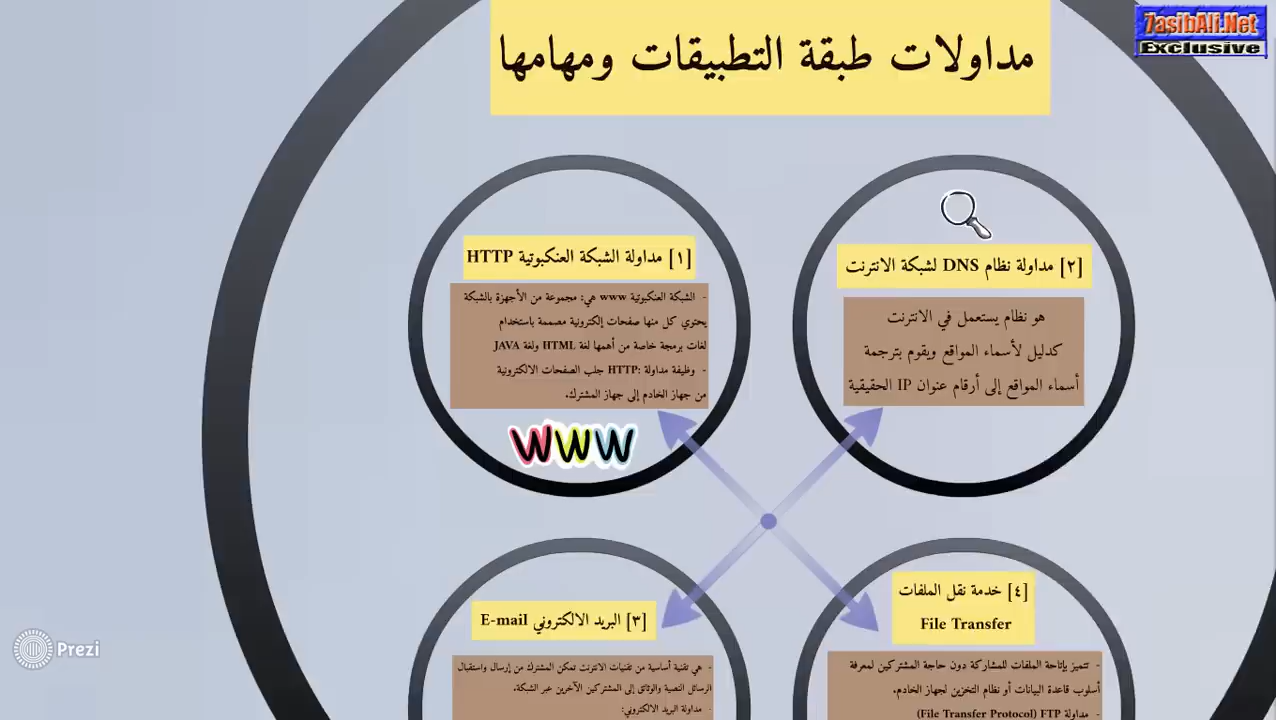 7asibAli.Net
Exclusive
مداولات طبقة التطبيقات ومهامها
[١] مداولة الشبكة العنكبوتية HTTP
- الشبكة العنكبوتية www هي: مجموعة من الأجهزة بالشبكة
يحتوي كل منها صفحات إلكترونية مصممة باستخدام
لغات برمجة خاصة من أهمها لغة HTML ولغة JAVA
- وظيفة مداولة HTTP: جلب الصفحات الالكترونية
من جهاز الخادم إلى جهاز المشترك.
www
[٢] مداولة نظام DNS لشبكة الانترنت
هو نظام يستعمل في الانترنت
كدليل لأسماء المواقع ويقوم بترجمة
أسماء المواقع إلى أرقام عنوان IP الحقيقية
[٣] البريد الالكتروني E-mail
- هي تقنية أساسية من تقنيات الانترنت تمكن المشترك من إرسال واستقبال
الرسائل النصية والوثائق إلى المشتركين الآخرين عبر الشبكة.
- مداولة البريد الالكتروني:
[٤] خدمة نقل الملفات
File Transfer
- تتميز بإتاحة الملفات للمشاركة دون حاجة المشتركين لمعرفة
أسلوب قاعدة البيانات أو نظام التخزين لجهاز الخادم.
- مداولة FTP (File Transfer Protocol)
Prezi